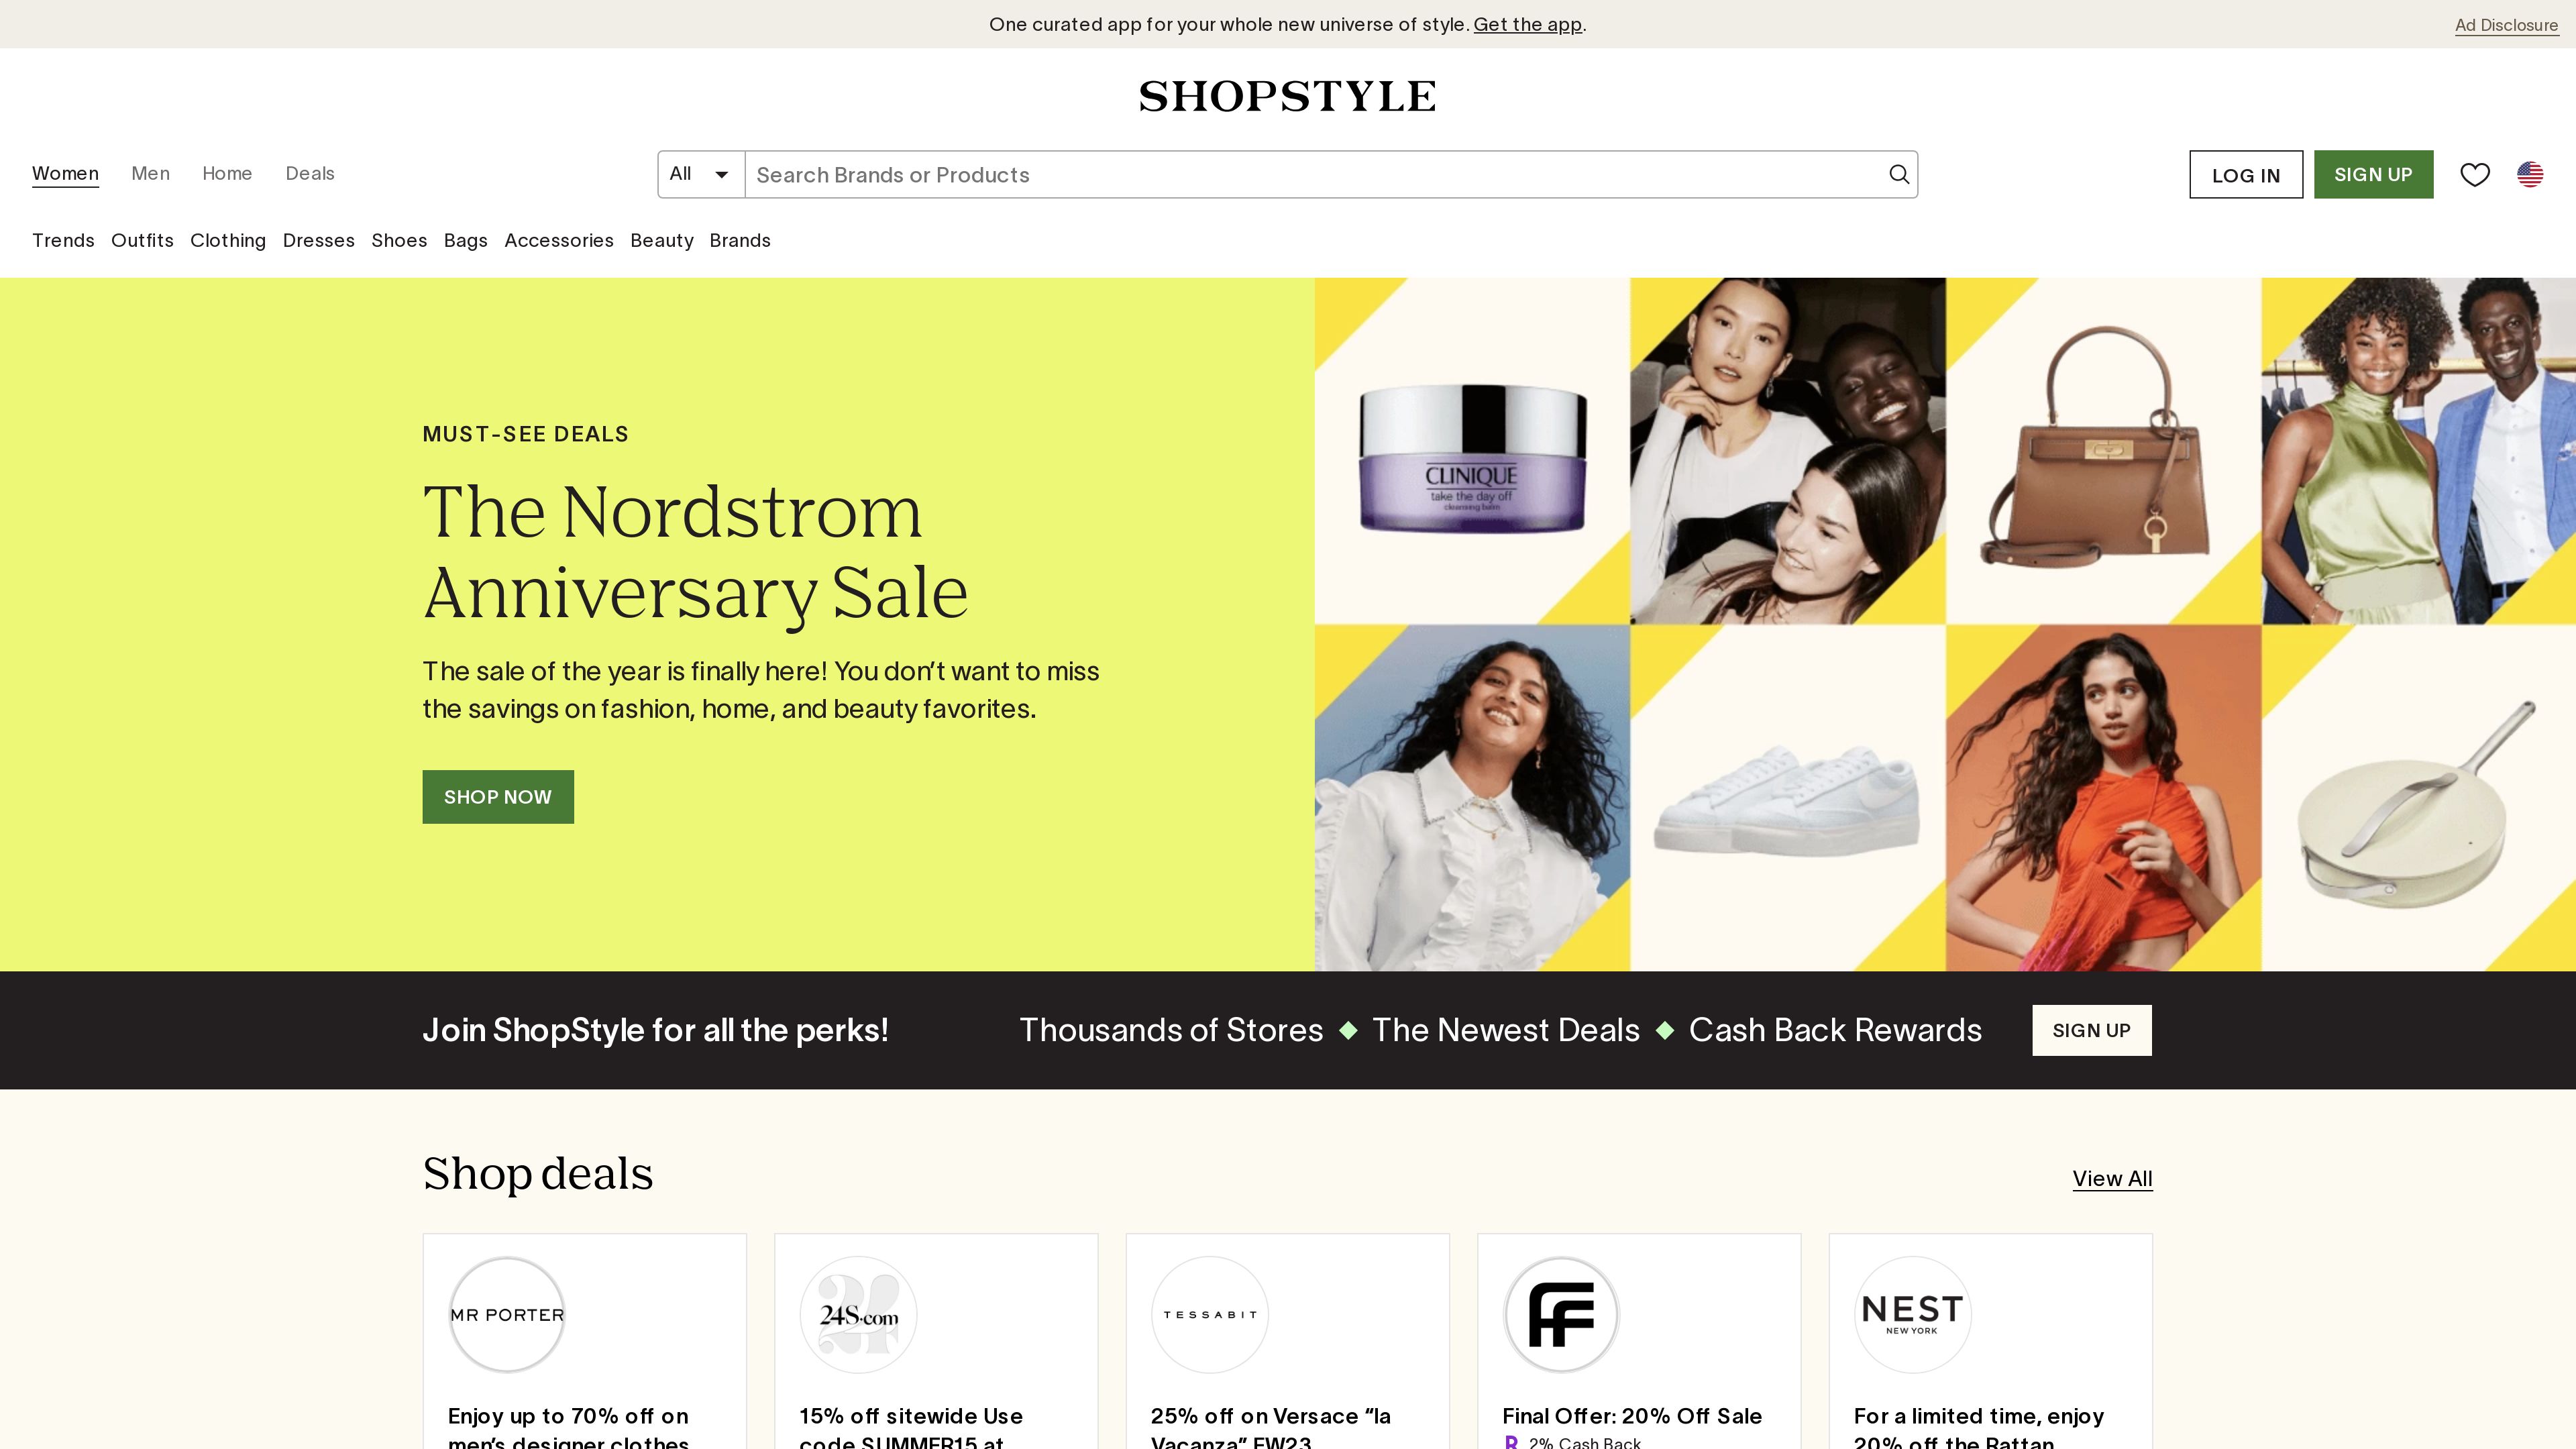 One curated app for your whole new universe of style. Get the app.
Ad Disclosure
SHOPSTYLE
Women Men Home Deals
All Search Brands or Products
LOG IN SIGN UP
Trends Outfits Clothing Dresses Shoes Bags Accessories Beauty Brands
MUST-SEE DEALS
The Nordstrom
Anniversary Sale
The sale of the year is finally here! You don’t want to miss
the savings on fashion, home, and beauty favorites.
SHOP NOW
CLINIQUE
take the day off
cleansing balm
Join ShopStyle for all the perks!
Thousands of Stores ◆ The Newest Deals ◆ Cash Back Rewards
SIGN UP
Shop deals
View All
MR PORTER
Enjoy up to 70% off on
men’s designer clothes
24S.com
15% off sitewide Use
code SUMMER15 at
TESSABIT
25% off on Versace “la
Vacanza” FW23
Final Offer: 20% Off Sale
R 2% Cash Back
NEST
NEW YORK
For a limited time, enjoy
20% off the Rattan